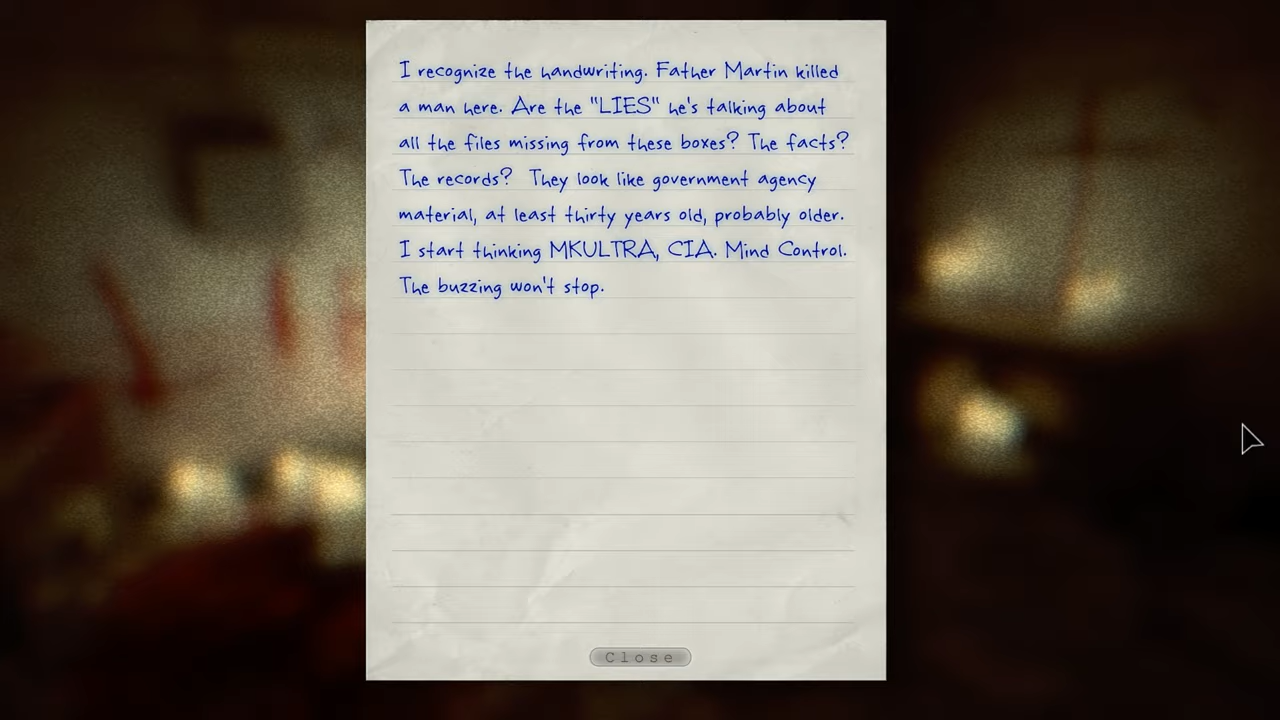 I recognize the handwriting. Father Martin killed
a man here. Are the "LIES" he's talking about
all the files missing from these boxes? The facts?
The records?  They look like government agency
material, at least thirty years old, probably older.
I start thinking MKULTRA, CIA. Mind Control.
The buzzing won't stop.
Close